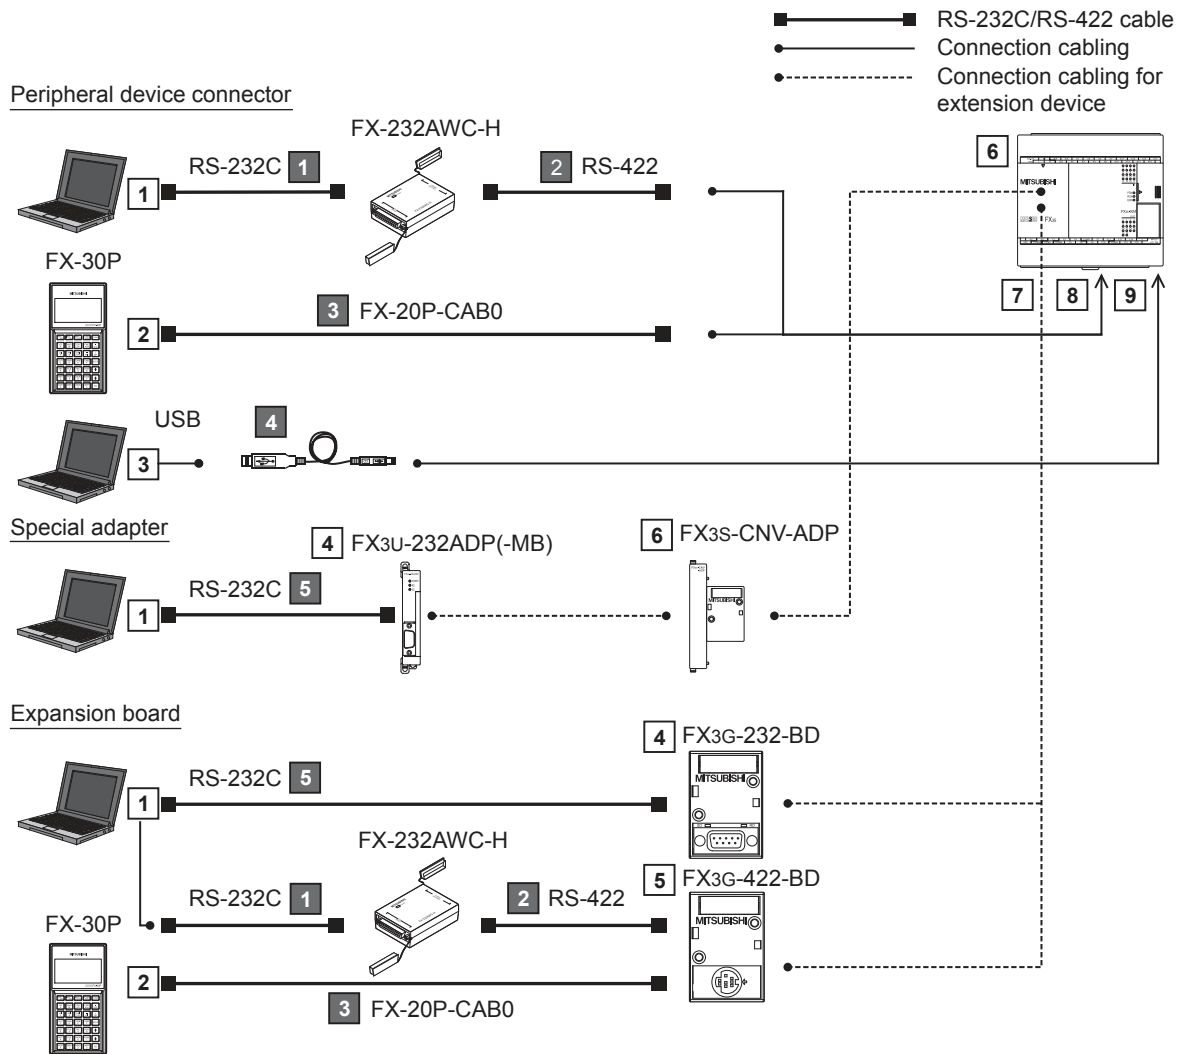 RS-232C/RS-422 cable
Connection cabling
Connection cabling for
extension device
Peripheral device connector
FX-232AWC-H
RS-232C 1
2 RS-422
1
6
MITSUBISHI
FX3S
FX-30P
3 FX-20P-CAB0
2
7 8 9
USB
4
3
Special adapter
4 FX3U-232ADP(-MB)
6 FX3S-CNV-ADP
RS-232C 5
1
MITSUBISHI
Expansion board
4 FX3G-232-BD
RS-232C 5
MITSUBISHI
1
FX-232AWC-H
5 FX3G-422-BD
RS-232C 1
2 RS-422
MITSUBISHI
FX-30P
2
3 FX-20P-CAB0